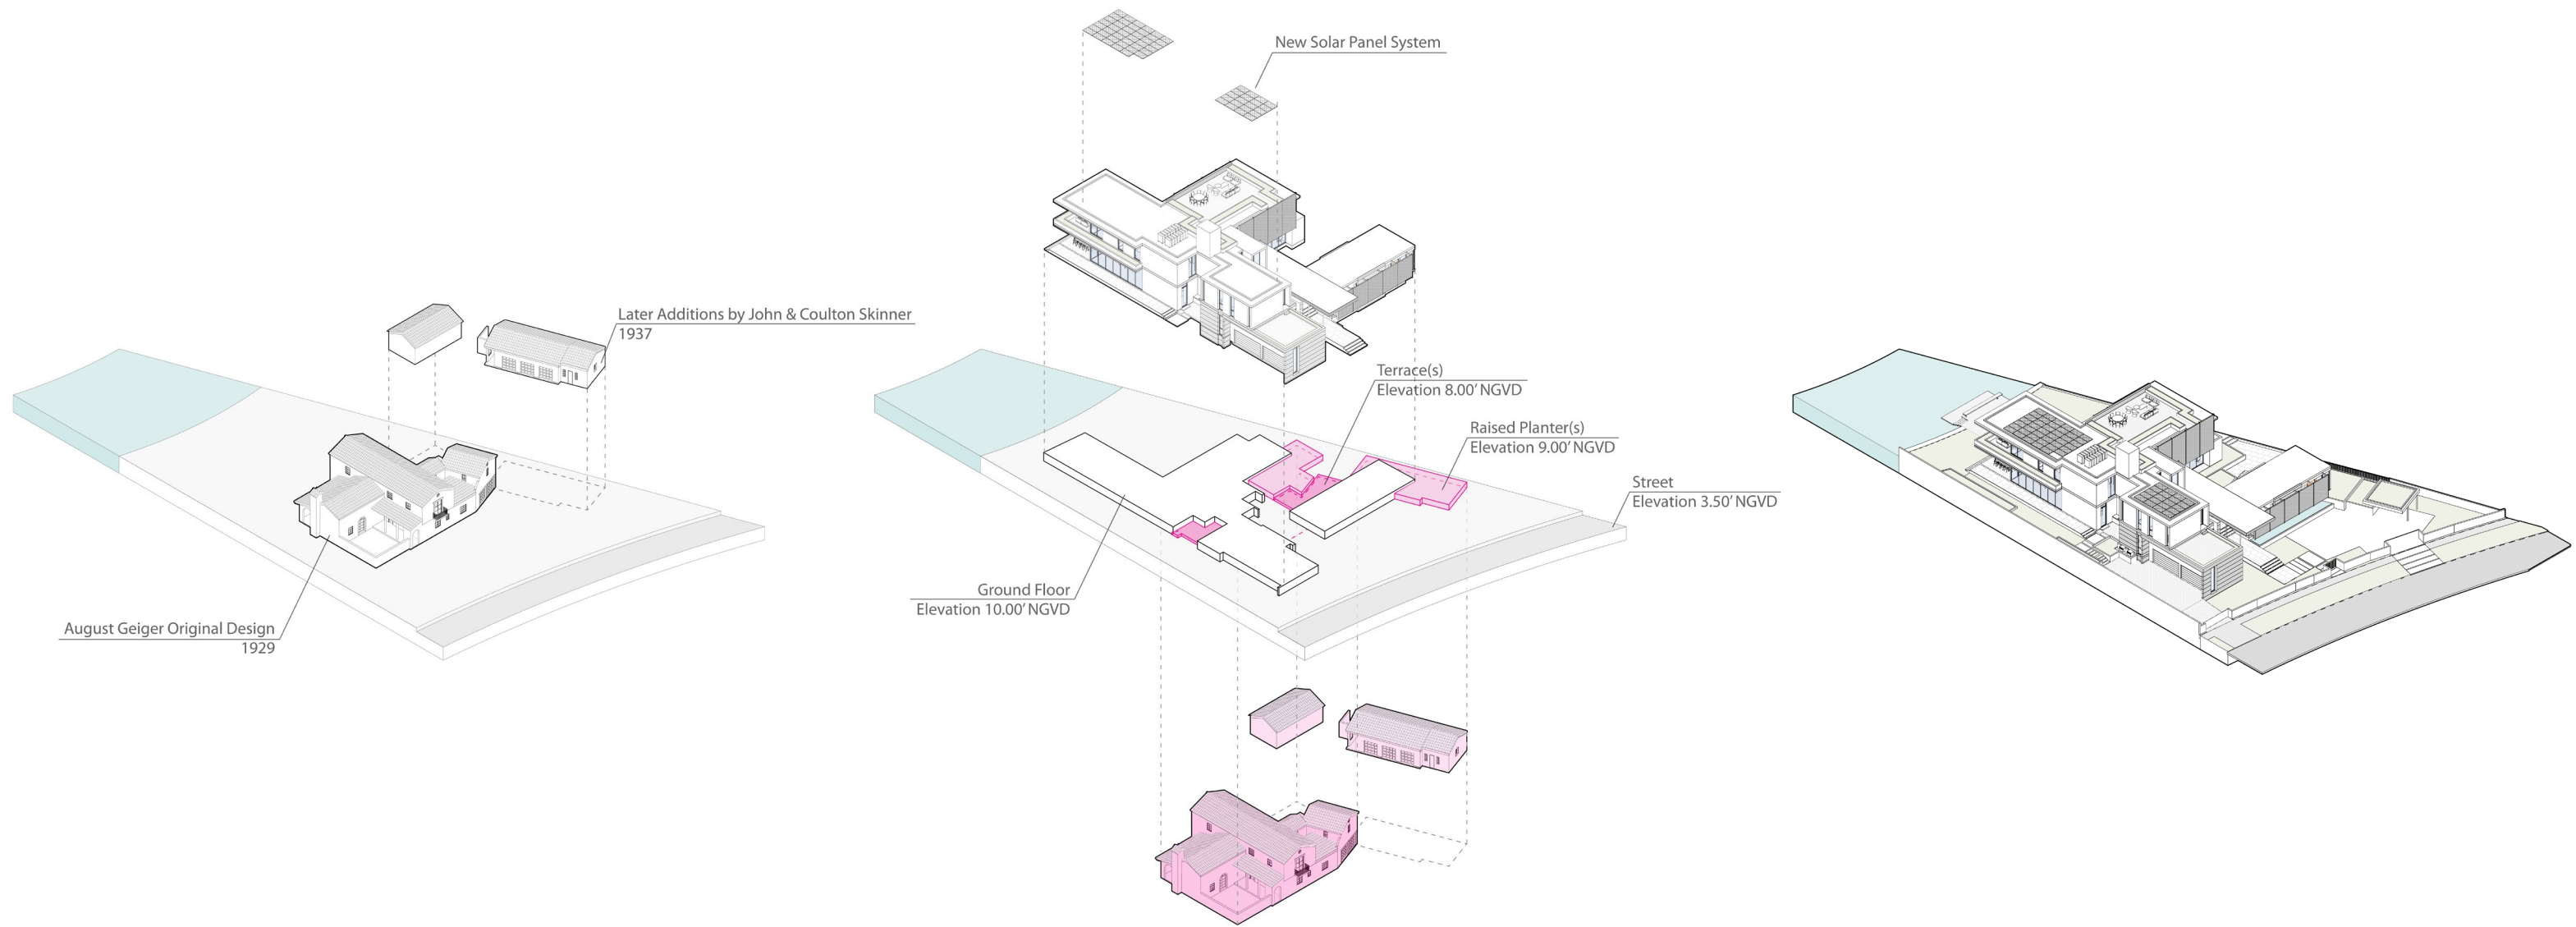 New Solar Panel System
Later Additions by John & Coulton Skinner
1937
Terrace(s)
Elevation 8.00' NGVD
Raised Planter(s)
Elevation 9.00' NGVD
Street
Elevation 3.50' NGVD
Ground Floor
Elevation 10.00' NGVD
August Geiger Original Design
1929